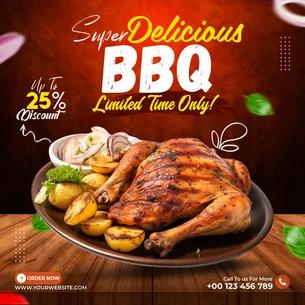 Super Delicious
BBQ
Limited Time Only!
Up To
25%
Discount
ORDER NOW
WWW.YOURWEBSITE.COM
Call to Us For More
+00 123 456 789